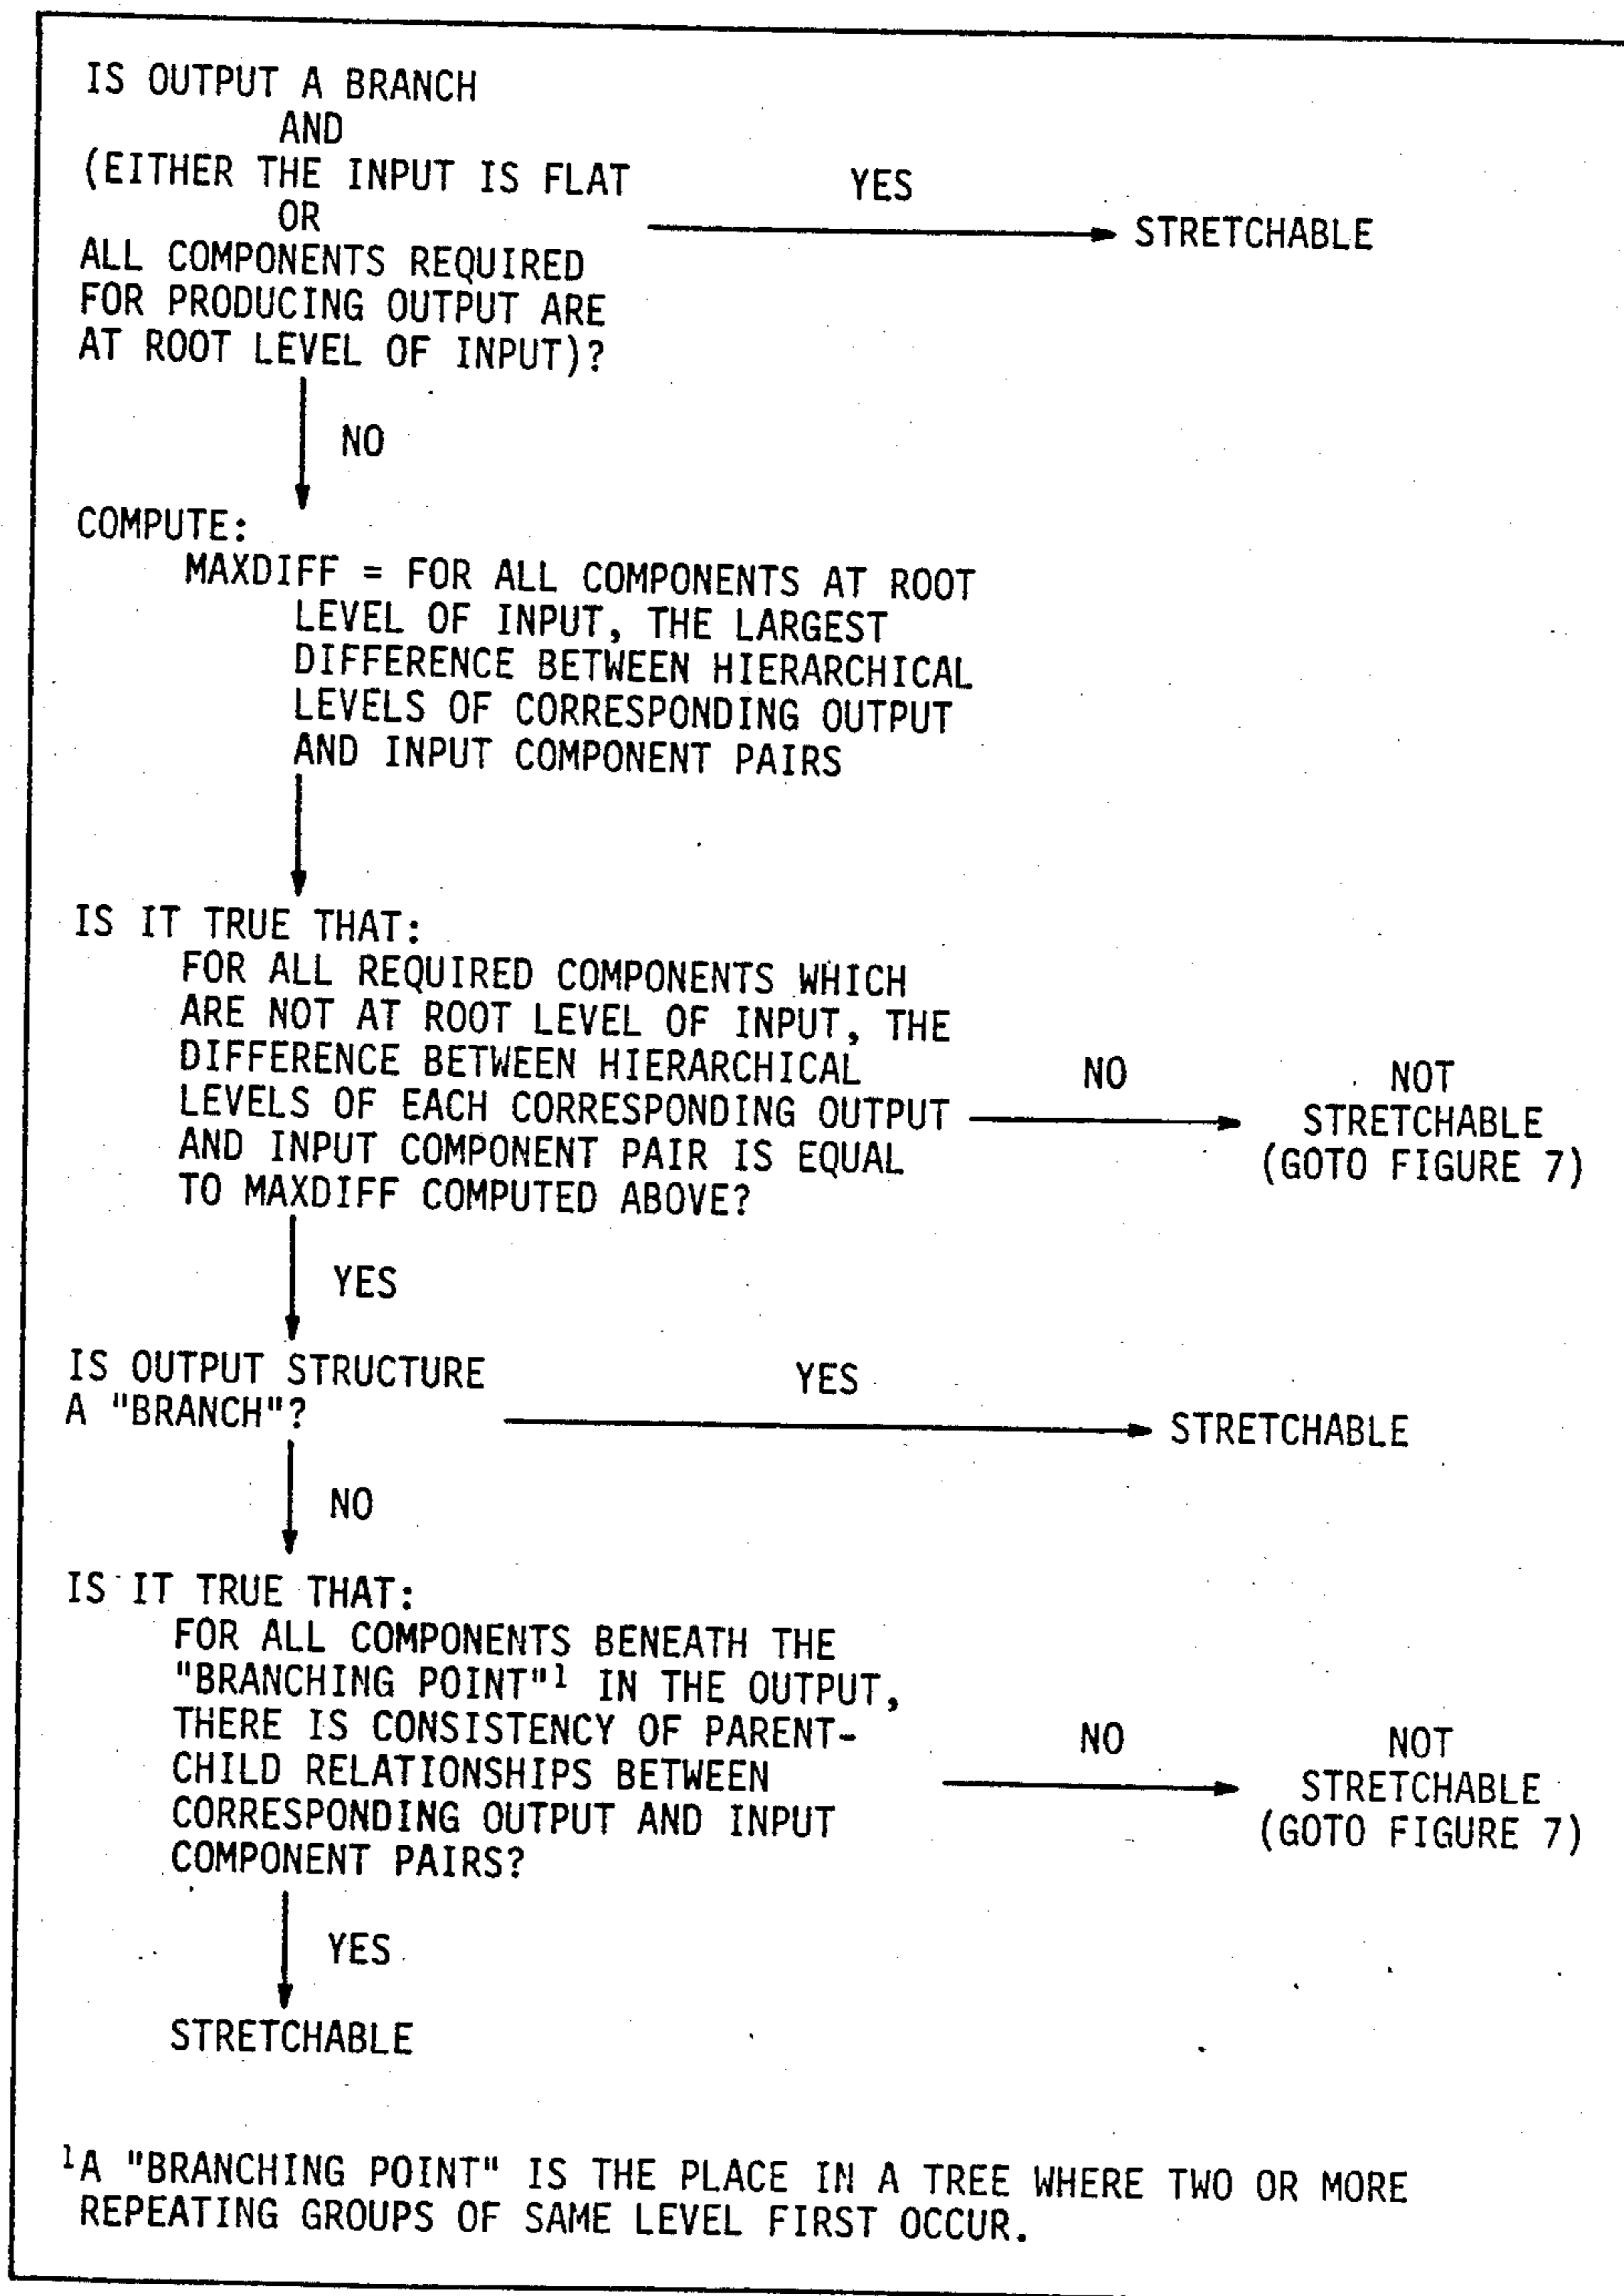 IS OUTPUT A BRANCH
AND
(EITHER THE INPUT IS FLAT
OR
ALL COMPONENTS REQUIRED
FOR PRODUCING OUTPUT ARE
AT ROOT LEVEL OF INPUT)?
YES
STRETCHABLE
NO
COMPUTE:
MAXDIFF = FOR ALL COMPONENTS AT ROOT
LEVEL OF INPUT, THE LARGEST
DIFFERENCE BETWEEN HIERARCHICAL
LEVELS OF CORRESPONDING OUTPUT
AND INPUT COMPONENT PAIRS
IS IT TRUE THAT:
FOR ALL REQUIRED COMPONENTS WHICH
ARE NOT AT ROOT LEVEL OF INPUT, THE
DIFFERENCE BETWEEN HIERARCHICAL
LEVELS OF EACH CORRESPONDING OUTPUT
AND INPUT COMPONENT PAIR IS EQUAL
TO MAXDIFF COMPUTED ABOVE?
NO
NOT
STRETCHABLE
(GOTO FIGURE 7)
YES
IS OUTPUT STRUCTURE
A "BRANCH"?
YES
STRETCHABLE
NO
IS IT TRUE THAT:
FOR ALL COMPONENTS BENEATH THE
"BRANCHING POINT"¹ IN THE OUTPUT,
THERE IS CONSISTENCY OF PARENT-
CHILD RELATIONSHIPS BETWEEN
CORRESPONDING OUTPUT AND INPUT
COMPONENT PAIRS?
NO
NOT
STRETCHABLE
(GOTO FIGURE 7)
YES
STRETCHABLE
¹A "BRANCHING POINT" IS THE PLACE IN A TREE WHERE TWO OR MORE
REPEATING GROUPS OF SAME LEVEL FIRST OCCUR.